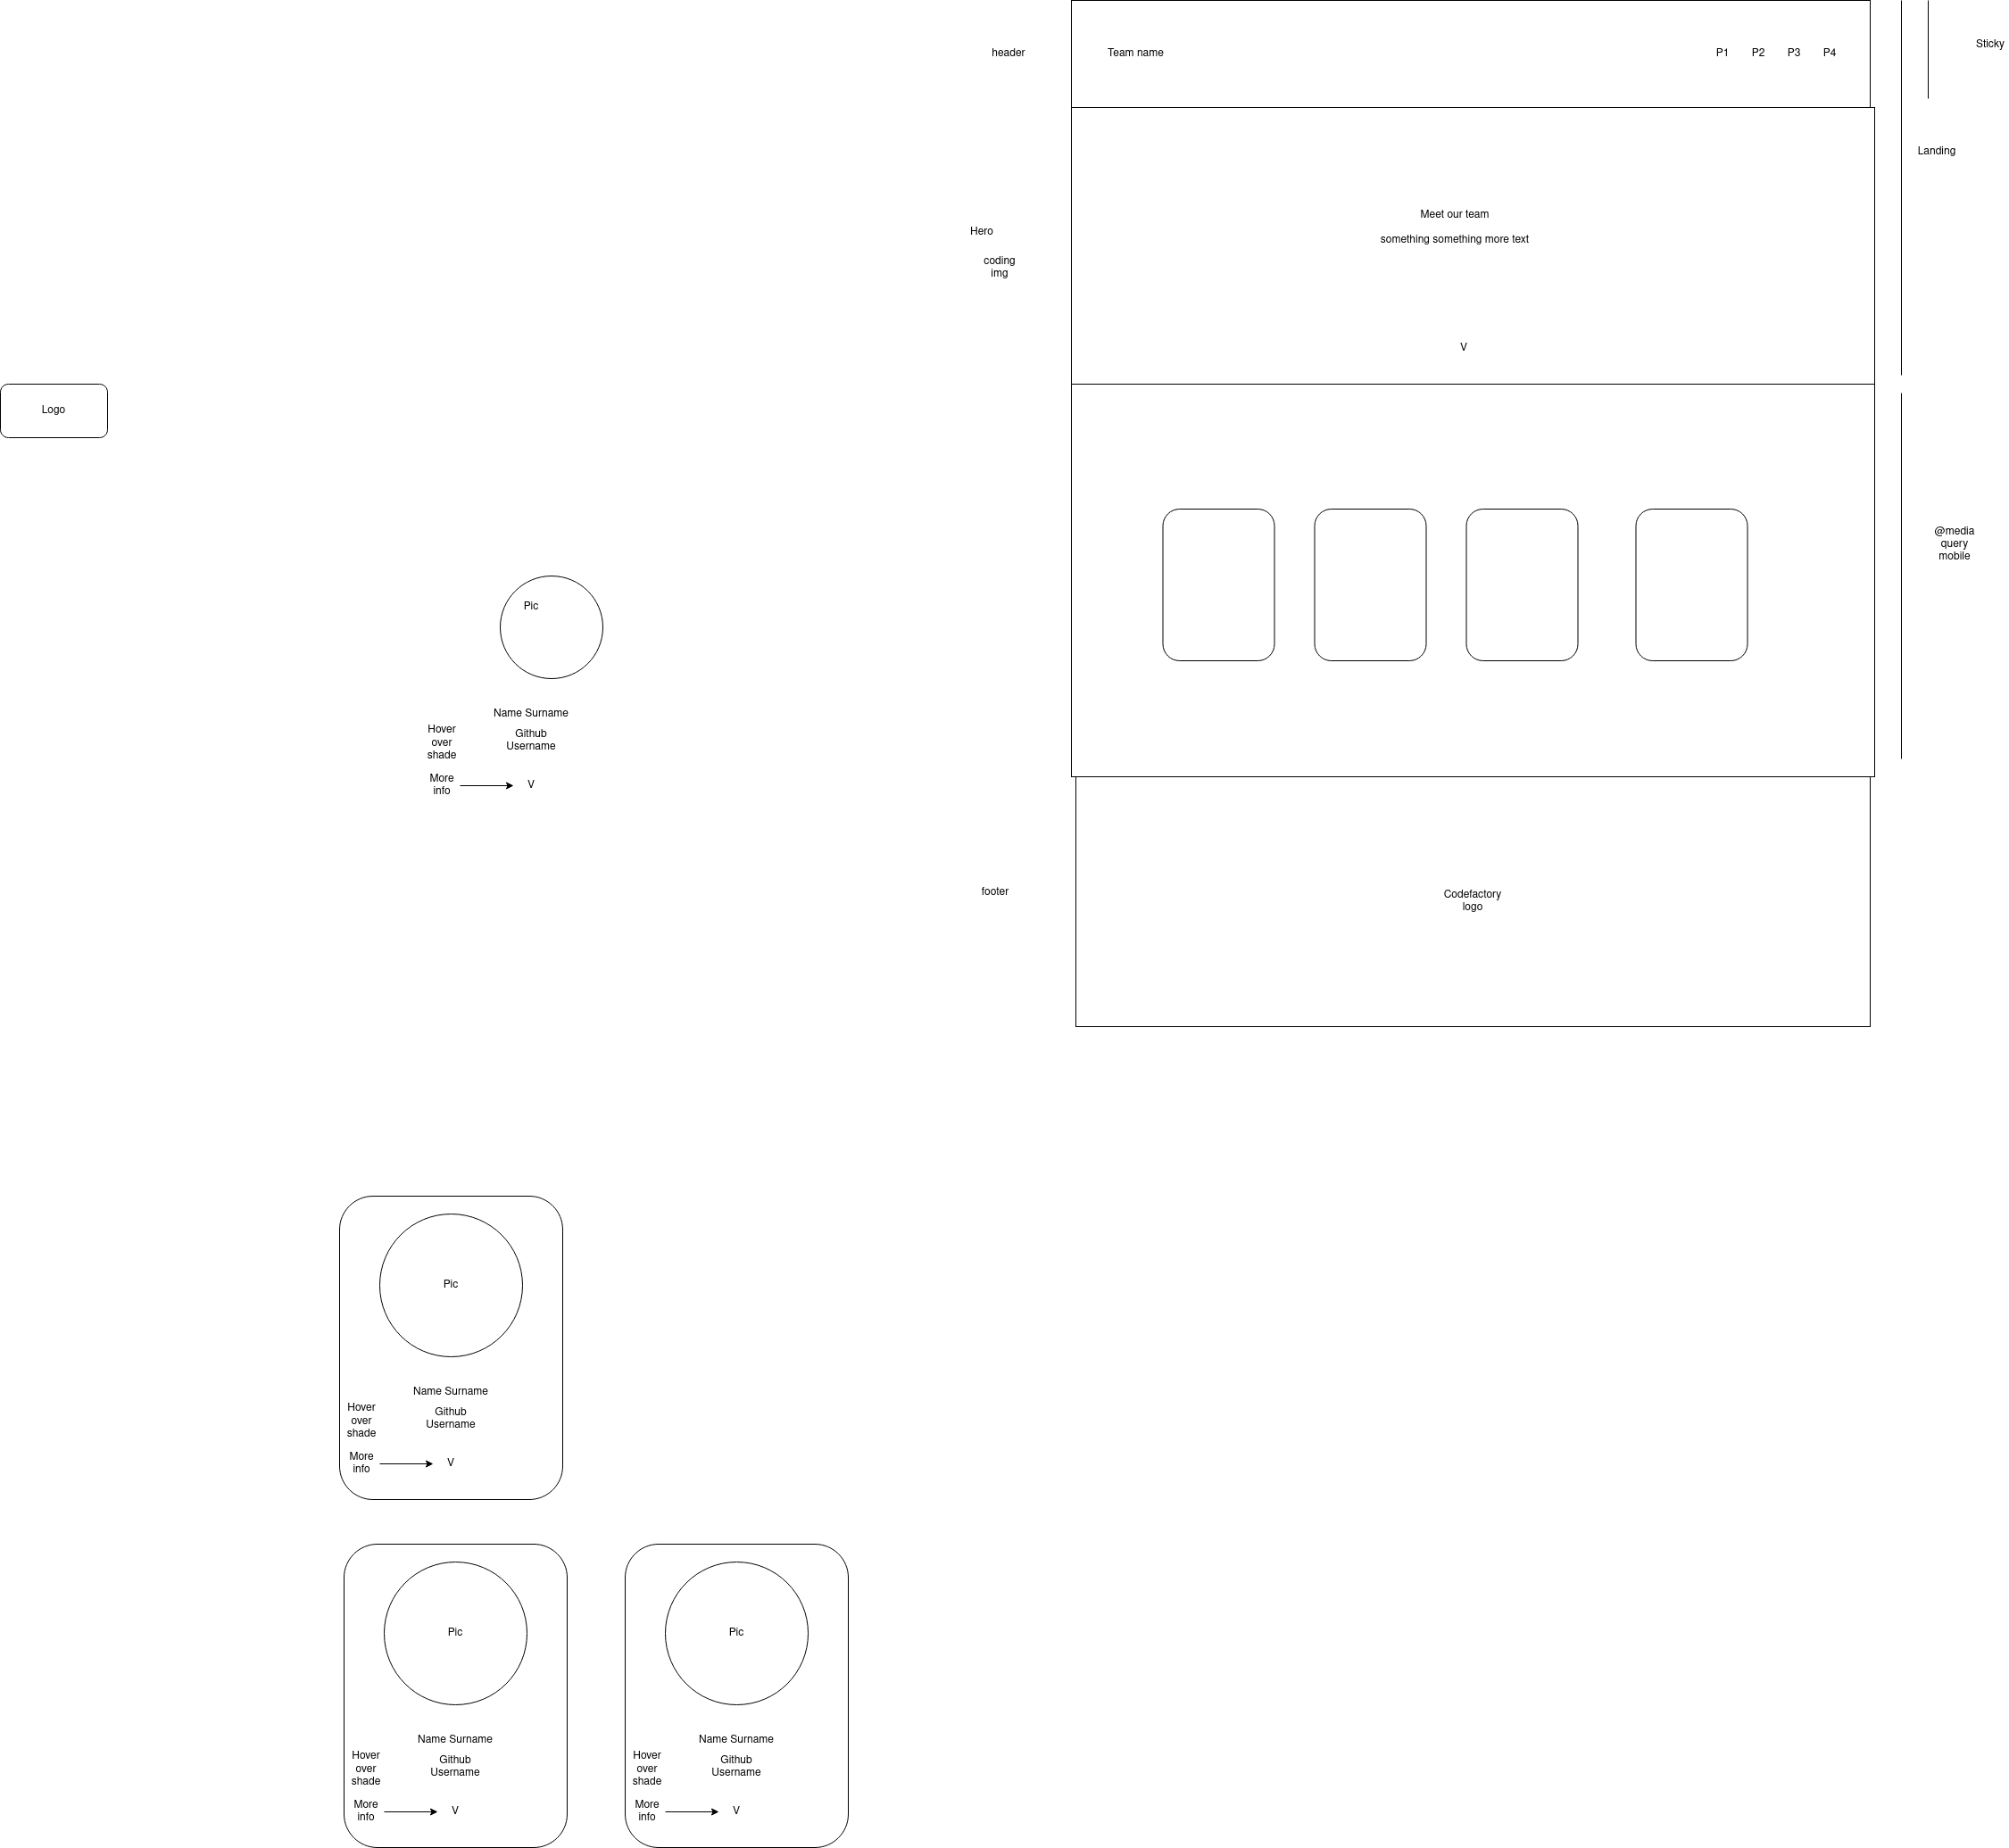 header
Team name
P1 P2 P3 P4
Sticky
Landing
Meet our team
something something more text
Hero
coding
img
V
Logo
@media
query
mobile
Pic
Name Surname
Github
Username
Hover
over
shade
More
info
V
footer
Codefactory
logo
Pic
Name Surname
Github
Username
Hover
over
shade
More
info
V
Pic
Name Surname
Github
Username
Hover
over
shade
More
info
V
Pic
Name Surname
Github
Username
Hover
over
shade
More
info
V